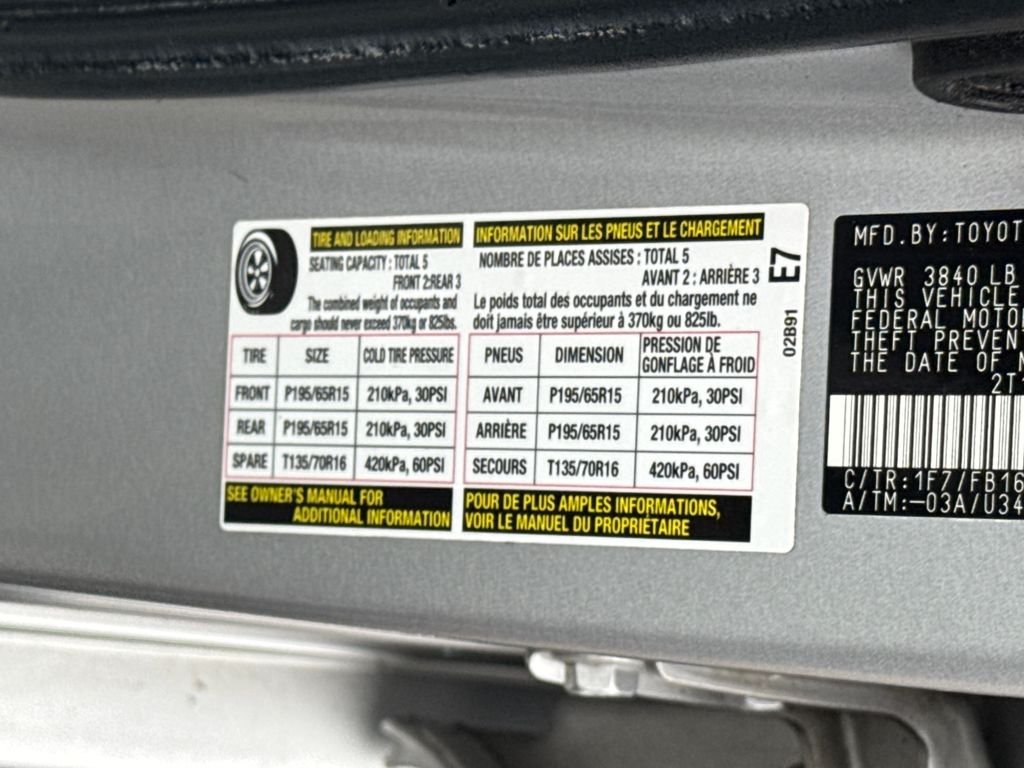 TIRE AND LOADING INFORMATION
SEATING CAPACITY : TOTAL 5
FRONT 2:REAR 3
The combined weight of occupants and
cargo should never exceed 370kg or 825lbs.
TIRE SIZE COLD TIRE PRESSURE
FRONT P195/65R15 210kPa, 30PSI
REAR P195/65R15 210kPa, 30PSI
SPARE T135/70R16 420kPa, 60PSI
SEE OWNER'S MANUAL FOR
ADDITIONAL INFORMATION
INFORMATION SUR LES PNEUS ET LE CHARGEMENT
NOMBRE DE PLACES ASSISES : TOTAL 5
AVANT 2 : ARRIÈRE 3
Le poids total des occupants et du chargement ne
doit jamais être supérieur à 370kg ou 825lb.
PNEUS DIMENSION PRESSION DE
GONFLAGE À FROID
AVANT P195/65R15 210kPa, 30PSI
ARRIÈRE P195/65R15 210kPa, 30PSI
SECOURS T135/70R16 420kPa, 60PSI
POUR DE PLUS AMPLES INFORMATIONS,
VOIR LE MANUEL DU PROPRIÉTAIRE
E7
02B91
MFD.BY:TOYOT
GVWR 3840 LB
THIS VEHICLE
FEDERAL MOTO
THEFT PREVEN
THE DATE OF
2T
C/TR:1F7/FB16
A/TM:-03A/U34